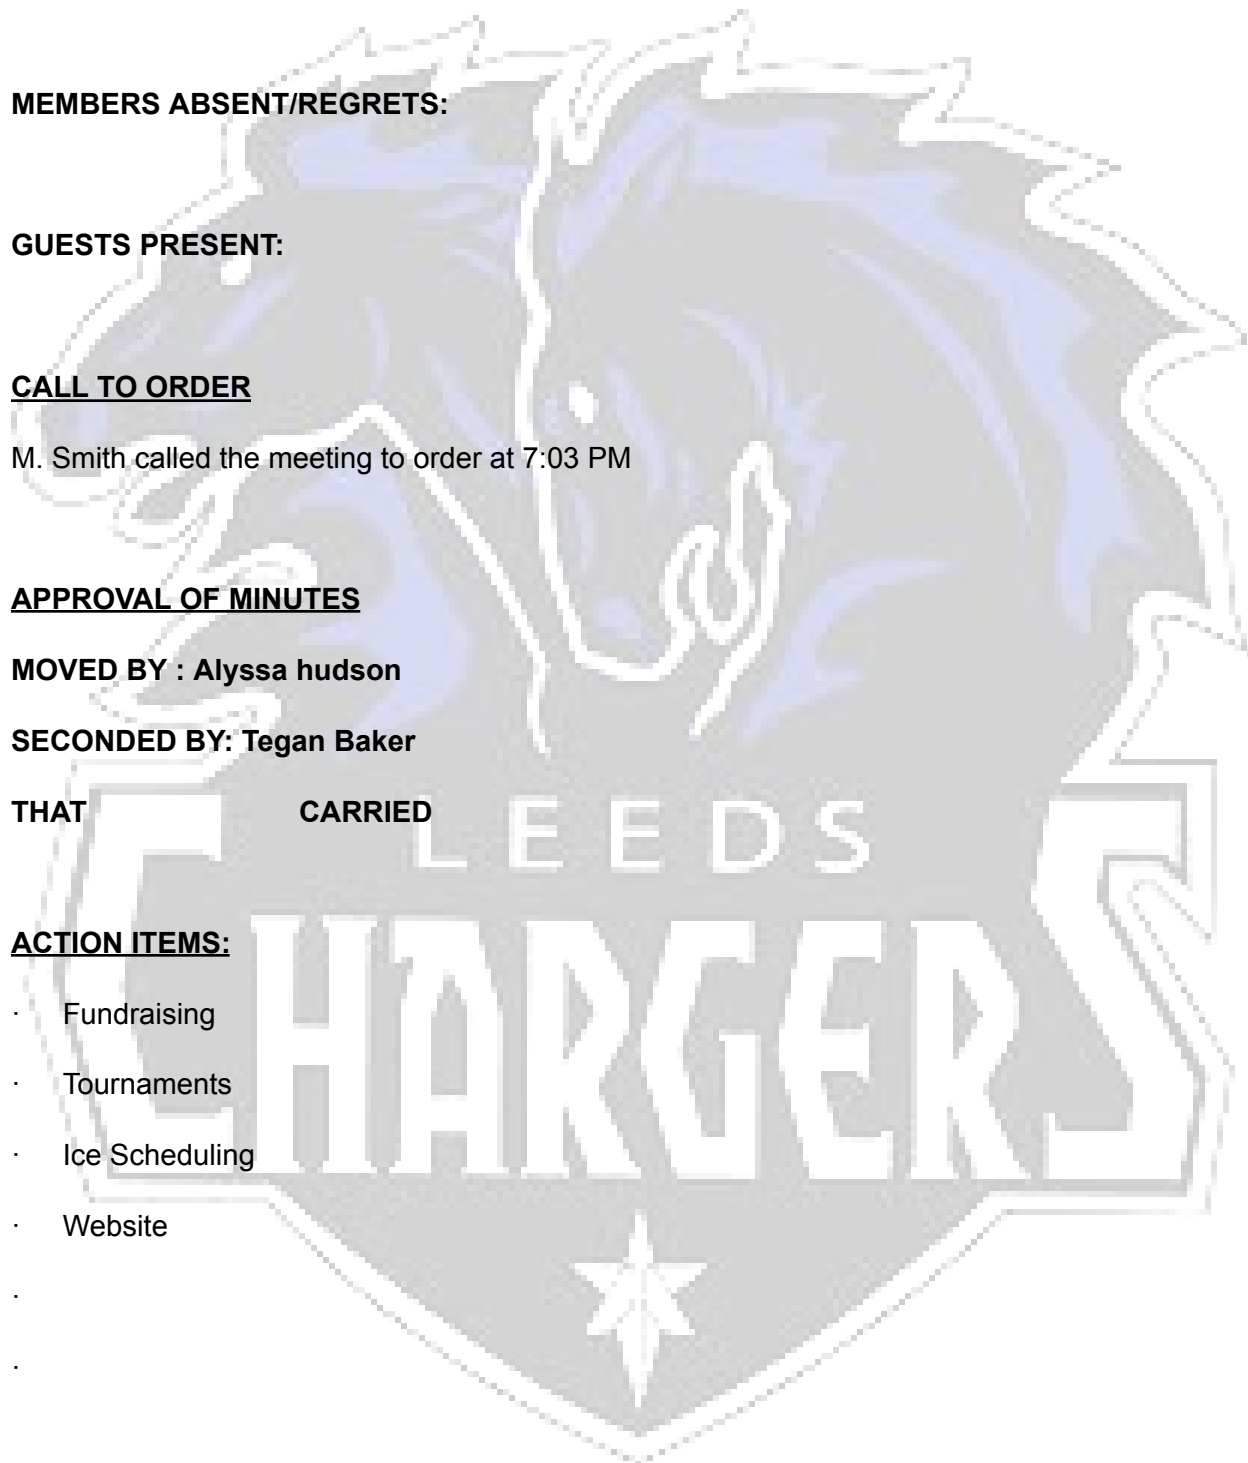 MEMBERS ABSENT/REGRETS:
GUESTS PRESENT:
CALL TO ORDER
M. Smith called the meeting to order at 7:03 PM
APPROVAL OF MINUTES
MOVED BY : Alyssa hudson
SECONDED BY: Tegan Baker
THAT CARRIED
LEEDS
CHARGERS
ACTION ITEMS:
· Fundraising
· Tournaments
· Ice Scheduling
· Website
·
·